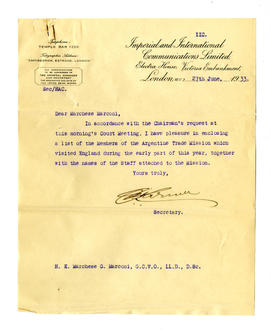 112.
Telephone:
TEMPLE BAR 1222
Telegraphic Address:
Imperial and International
Communications Limited.
Electra House, Victoria Embankment,
London, W.C.2 27th June, 1933.
Sec/HAC.
Dear Marchese Marconi,
In accordance with the Chairman's request at
this morning's Court Meeting, I have pleasure in enclosing
a list of the Members of the Argentine Trade Mission which
visited England during the early part of this year, together
with the names of the Staff attached to the Mission.
Yours truly,
Secretary.
H. E. Marchese G. Marconi, G.C.V.O., LL.D., D.Sc.